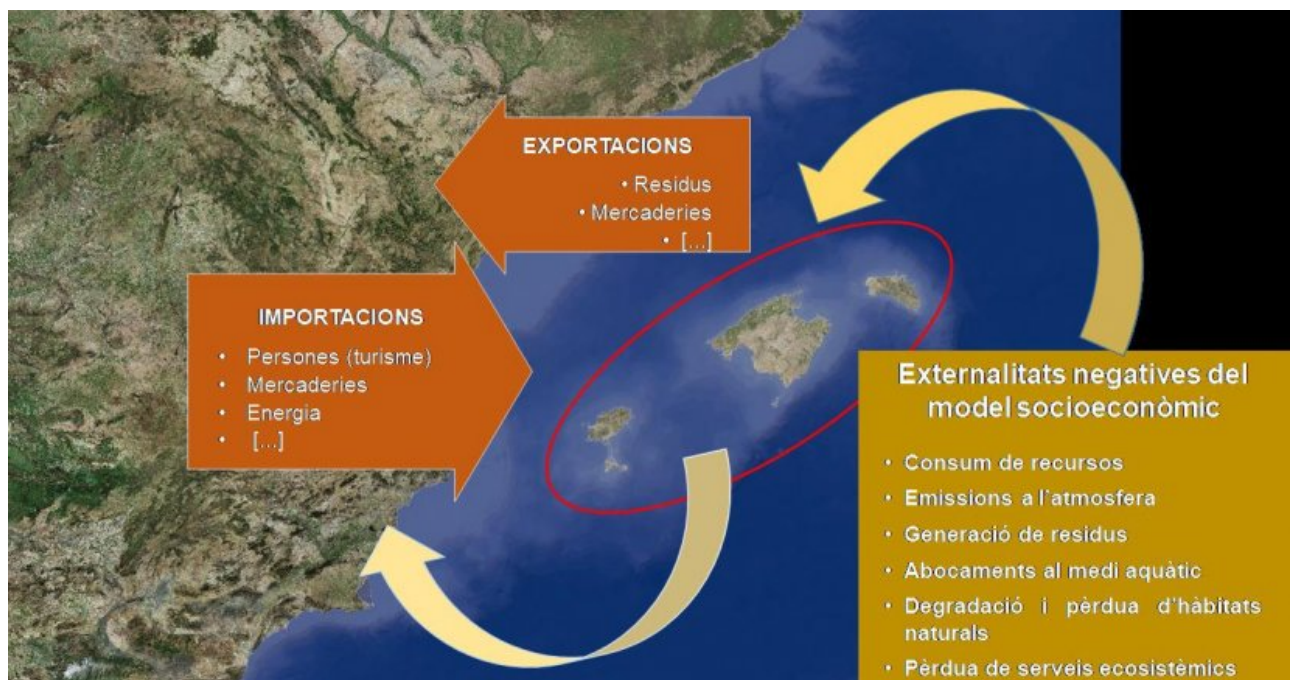 EXPORTACIONS
• Residus
• Mercaderies
• [...]
IMPORTACIONS
• Persones (turisme)
• Mercaderies
• Energia
• [...]
Externalitats negatives del
model socioeconòmic
• Consum de recursos
• Emissions a l'atmosfera
• Generació de residus
• Abocaments al medi aquàtic
• Degradació i pèrdua d'hàbitats
naturals
• Pèrdua de serveis ecosistèmics